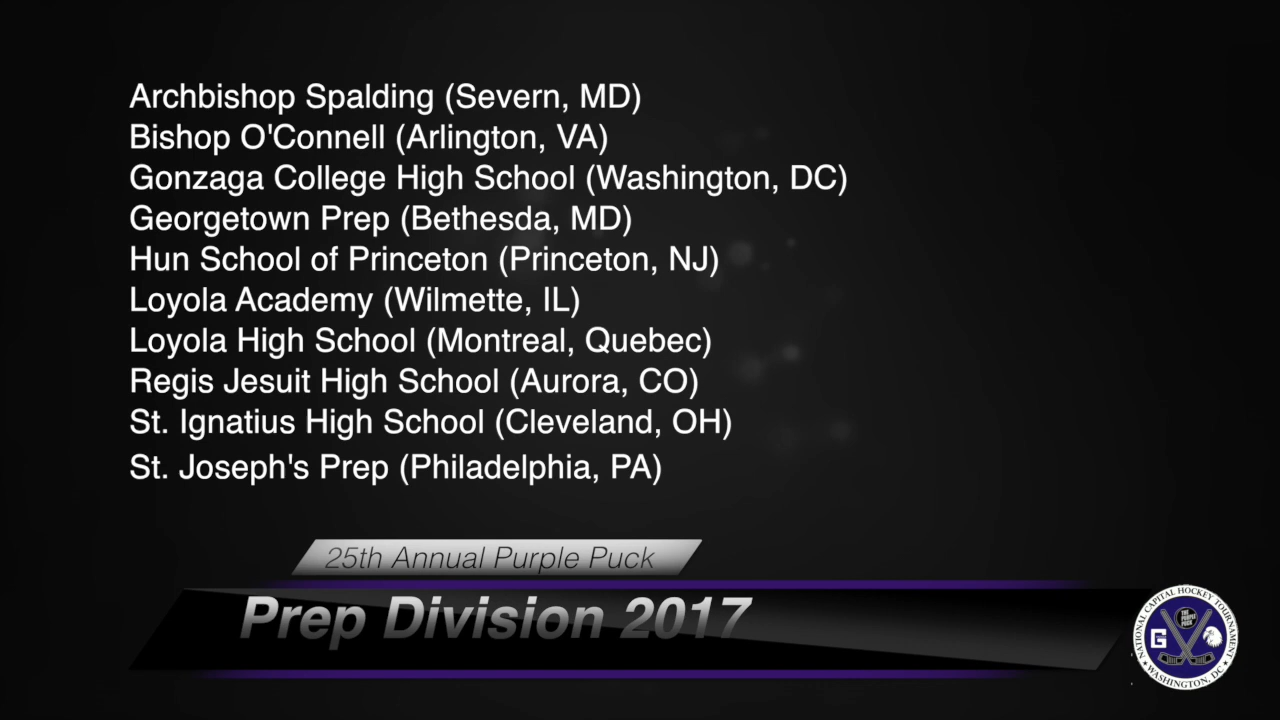 Archbishop Spalding (Severn, MD)
Bishop O'Connell (Arlington, VA)
Gonzaga College High School (Washington, DC)
Georgetown Prep (Bethesda, MD)
Hun School of Princeton (Princeton, NJ)
Loyola Academy (Wilmette, IL)
Loyola High School (Montreal, Quebec)
Regis Jesuit High School (Aurora, CO)
St. Ignatius High School (Cleveland, OH)
St. Joseph's Prep (Philadelphia, PA)
25th Annual Purple Puck
Prep Division 2017
NATIONAL CAPITAL HOCKEY TOURNAMENT
THE PURPLE PUCK
G
WASHINGTON, DC